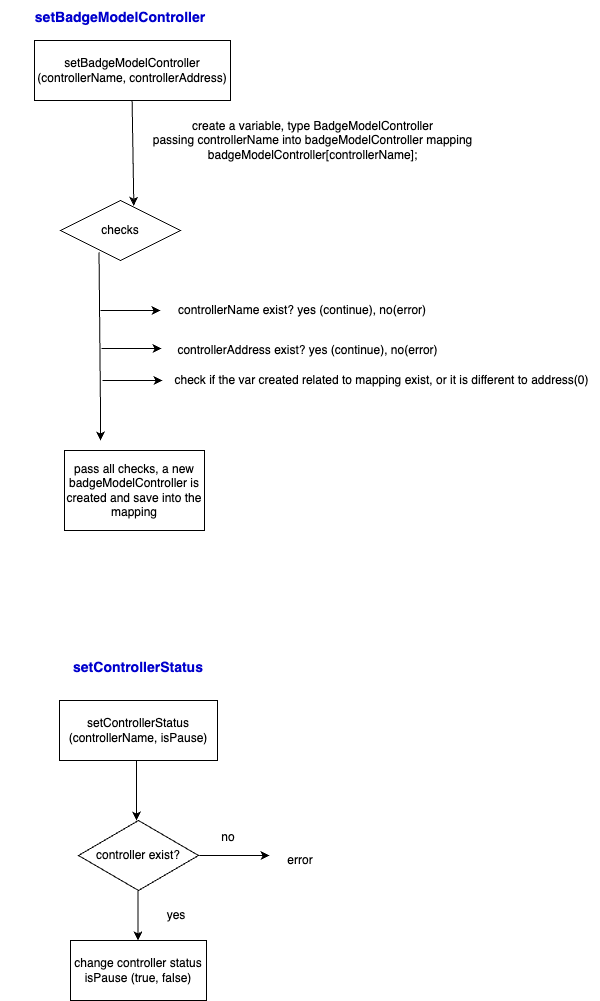 setBadgeModelController
setBadgeModelController
(controllerName, controllerAddress)
create a variable, type BadgeModelController
passing controllerName into badgeModelController mapping
badgeModelController[controllerName];
checks
controllerName exist? yes (continue), no(error)
controllerAddress exist? yes (continue), no(error)
check if the var created related to mapping exist, or it is different to address(0)
pass all checks, a new
badgeModelController is
created and save into the
mapping
setControllerStatus
setControllerStatus
(controllerName, isPause)
no
controller exist?
error
yes
change controller status
isPause (true, false)